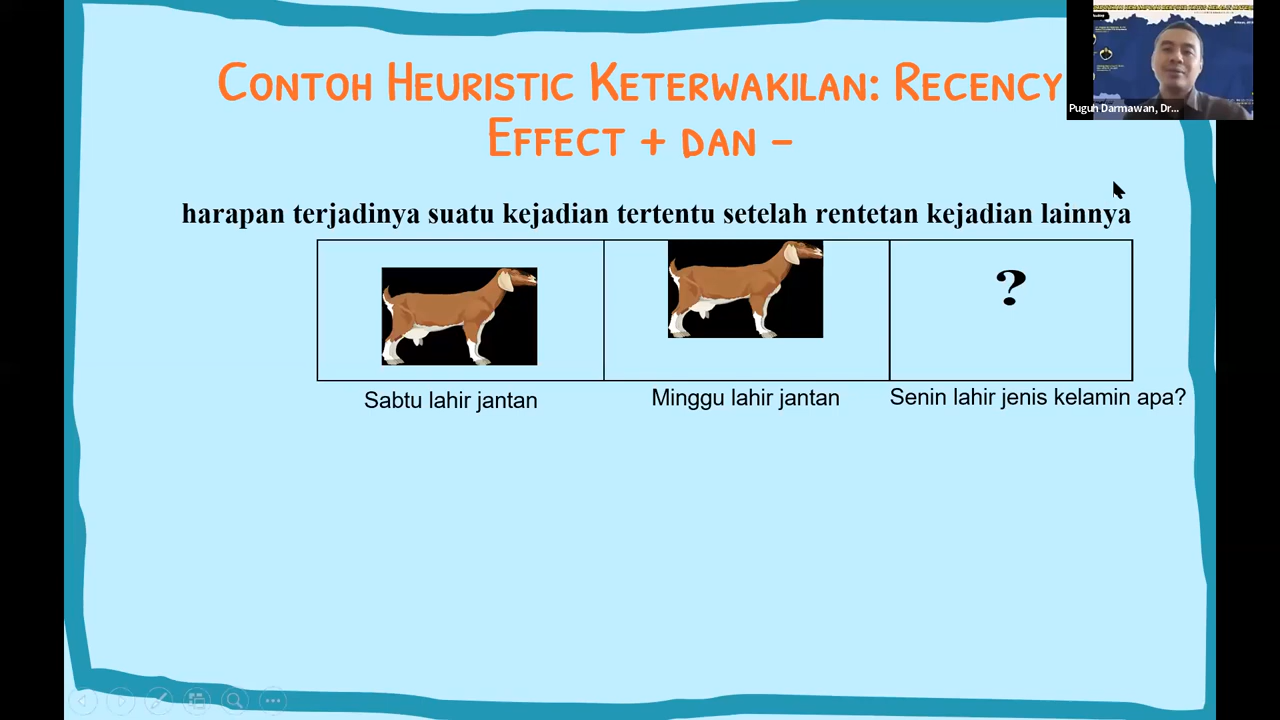 CONTOH HEURISTIC KETERWAKILAN: RECENCY
EFFECT + DAN -
harapan terjadinya suatu kejadian tertentu setelah rentetan kejadian lainnya
?
Sabtu lahir jantan
Minggu lahir jantan
Senin lahir jenis kelamin apa?
Puguh Darmawan, Dr...